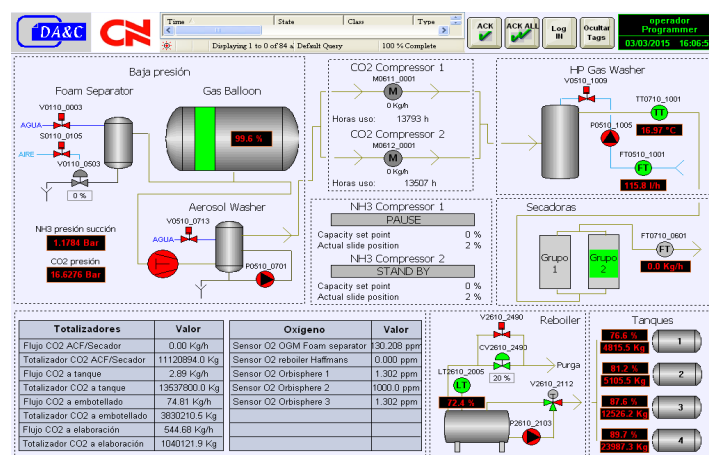 DA&C
CN
Time
State
Class
Type
Displaying 1 to 0 of 84 a
Default Query
100 % Complete
ACK
ACK ALL
Log IN
Ocultar Tags
operador
Programmer
03/03/2015 16:06:5
Baja presión
Foam Separator
Gas Balloon
V0110_0003
AGUA
S0110_0105
AIRE
V0110_0503
0 %
99.6 %
Aerosol Washer
V0510_0713
AGUA
P0510_0701
NH3 presión succión
1.1784 Bar
CO2 presión
16.6276 Bar
CO2 Compressor 1
M0611_0001
M
0 Kg/h
Horas uso: 13793 h
CO2 Compressor 2
M0612_0001
M
0 Kg/h
Horas uso: 13507 h
NH3 Compressor 1
PAUSE
Capacity set point 0 %
Actual slide position 2 %
NH3 Compressor 2
STAND BY
Capacity set point 0 %
Actual slide position 2 %
HP Gas Washer
V0510_1009
TT0710_1001
TT
P0510_1005
16.97 °C
FT0510_1001
FT
115.8 l/h
Secadoras
Grupo 1
Grupo 2
FT0710_0601
FT
0.0 Kg/h
Totalizadores Valor
Flujo CO2 ACF/Secador 0.00 Kg/h
Totalizador CO2 ACF/Secador 11120894.0 Kg
Flujo CO2 a tanque 2.89 Kg/h
Totalizador CO2 a tanque 13537800.0 Kg
Flujo CO2 a embotellado 74.81 Kg/h
Totalizador CO2 a embotellado 3830210.5 Kg
Flujo CO2 a elaboración 544.68 Kg/h
Totalizador CO2 a elaboración 1040121.9 Kg
Oxígeno Valor
Sensor O2 OGM Foam separator 130.208 ppm
Sensor O2 reboiler Haffmans 0.000 ppm
Sensor O2 Orbisphere 1 1.302 ppm
Sensor O2 Orbisphere 2 1000.0 ppm
Sensor O2 Orbisphere 3 1.302 ppm
Reboiler
V2610_2490
CV2610_2490
20 %
Purga
LT2610_2005
LT
72.4 %
V2610_2112
P2610_2103
Tanques
76.6 %
4815.5 Kg
1
81.2 %
5105.5 Kg
2
87.6 %
12526.2 Kg
3
89.7 %
23907.3 Kg
4